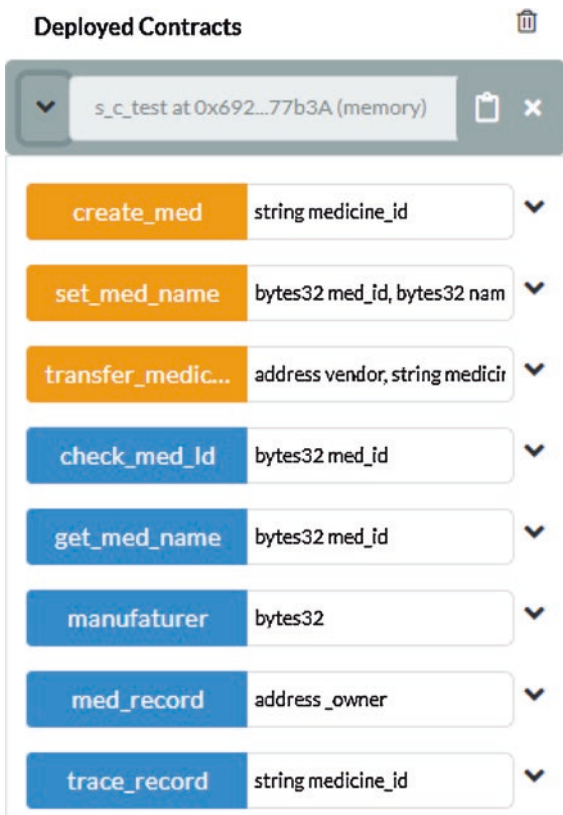 Deployed Contracts
s_c_test at 0x692...77b3A (memory)
create_med string medicine_id
set_med_name bytes32 med_id, bytes32 nam
transfer_medic... address vendor, string medicin
check_med_Id bytes32 med_id
get_med_name bytes32 med_id
manufaturer bytes32
med_record address _owner
trace_record string medicine_id